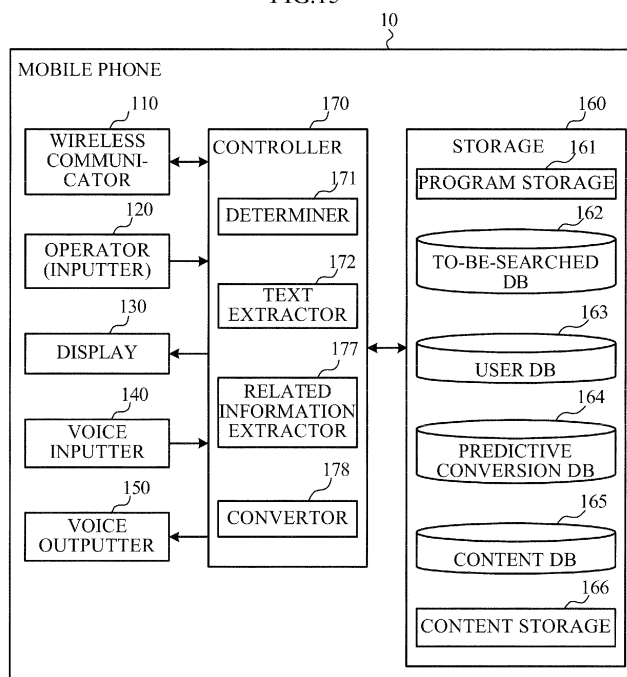 FIG.15
10
MOBILE PHONE
110
WIRELESS
COMMUNI-
CATOR
120
OPERATOR
(INPUTTER)
130
DISPLAY
140
VOICE
INPUTTER
150
VOICE
OUTPUTTER
170
CONTROLLER
171
DETERMINER
172
TEXT
EXTRACTOR
177
RELATED
INFORMATION
EXTRACTOR
178
CONVERTOR
160
STORAGE
161
PROGRAM STORAGE
162
TO-BE-SEARCHED
DB
163
USER DB
164
PREDICTIVE
CONVERSION DB
165
CONTENT DB
166
CONTENT STORAGE